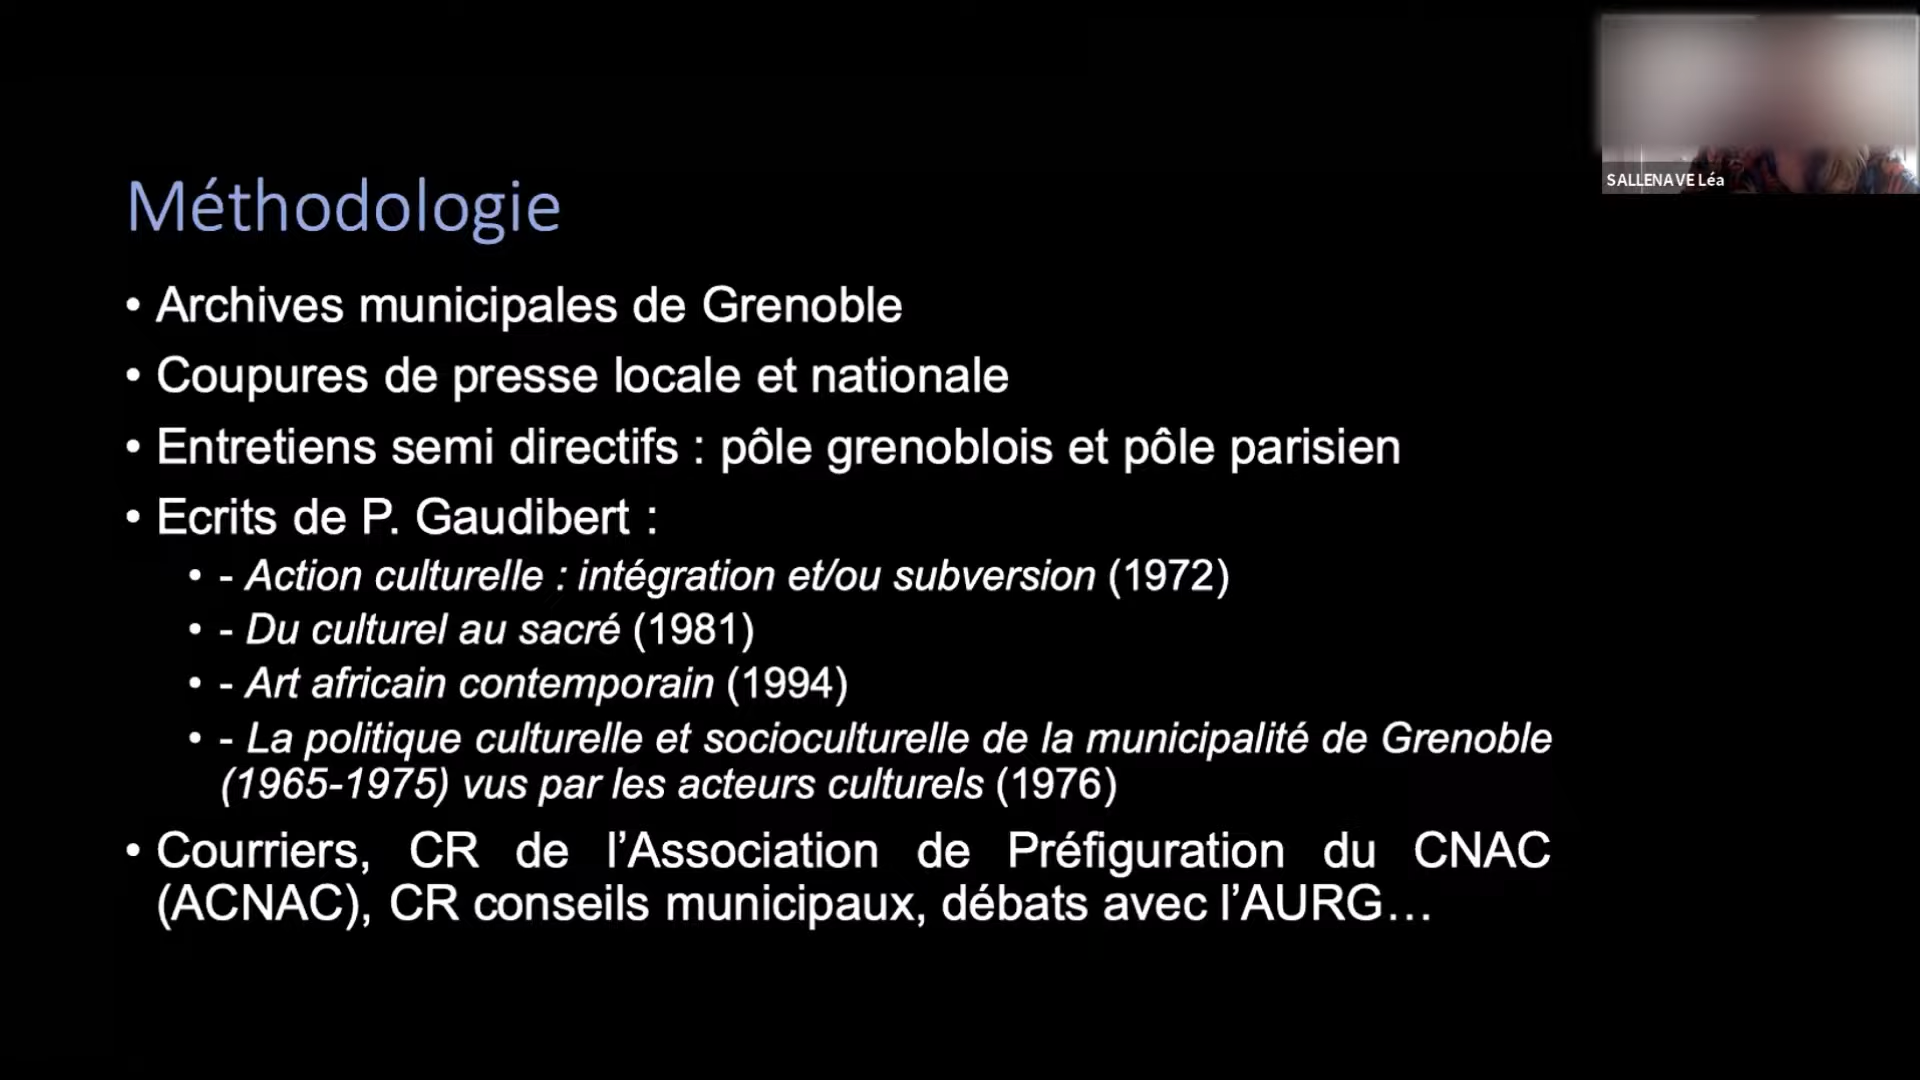 SALLENAVE Léa
Méthodologie
• Archives municipales de Grenoble
• Coupures de presse locale et nationale
• Entretiens semi directifs : pôle grenoblois et pôle parisien
• Ecrits de P. Gaudibert :
• - Action culturelle : intégration et/ou subversion (1972)
• - Du culturel au sacré (1981)
• - Art africain contemporain (1994)
• - La politique culturelle et socioculturelle de la municipalité de Grenoble
(1965-1975) vus par les acteurs culturels (1976)
• Courriers, CR de l’Association de Préfiguration du CNAC
(ACNAC), CR conseils municipaux, débats avec l’AURG…